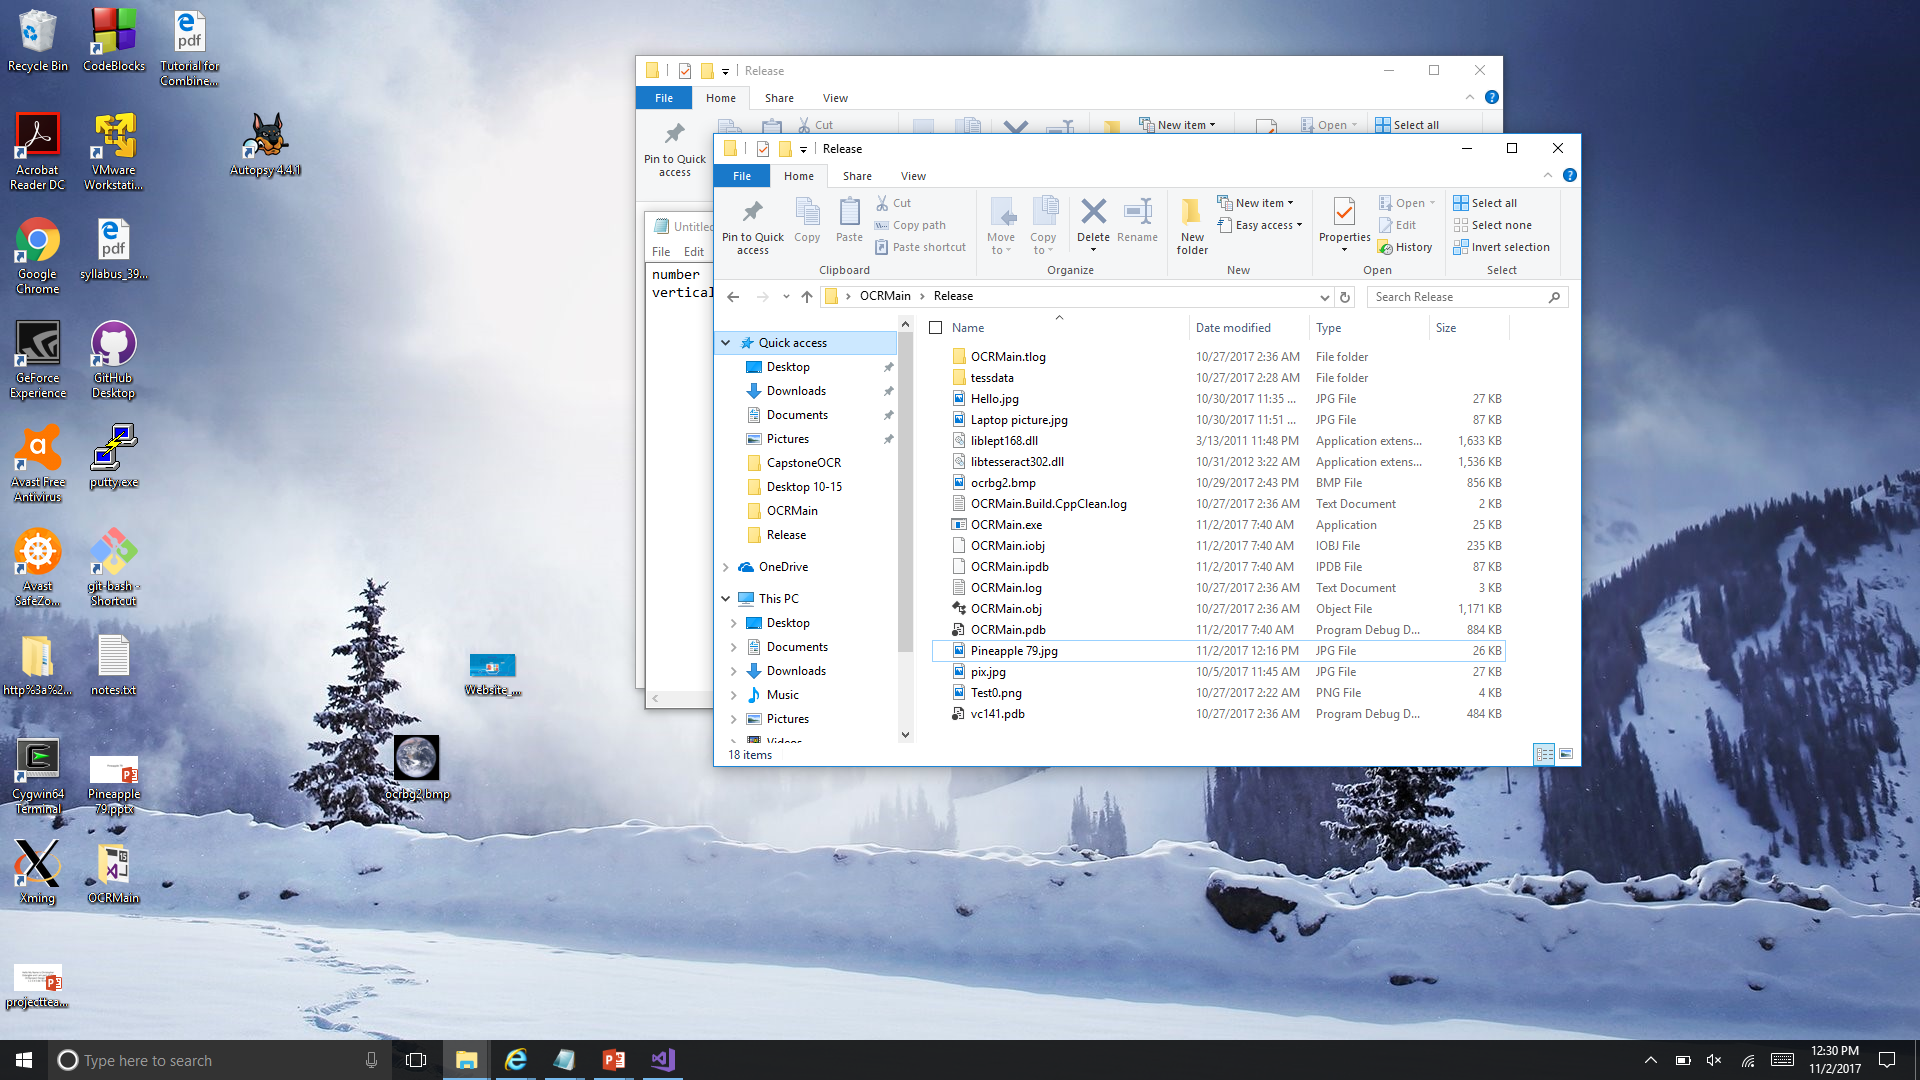 Recycle Bin
CodeBlocks
Tutorial for
Combine...
Acrobat
Reader DC
VMware
Workstati...
Autopsy 4.4.1
Google
Chrome
syllabus_39...
GeForce
Experience
GitHub
Desktop
Avast Free
Antivirus
putty.exe
Avast
SafeZo...
git-bash -
Shortcut
http%3a%2...
notes.txt
Website_...
Cygwin64
Terminal
Pineapple
79.pptx
ocrbg2.bmp
Xming
OCRMain
projecttea...
Release
File Home Share View
Pin to Quick
access
Cut
New item
Open
Select all
File Edit
number
vertical
Release
File Home Share View
Pin to Quick
access
Copy
Paste
Cut
Copy path
Paste shortcut
Clipboard
Move
to
Copy
to
Delete
Rename
Organize
New
folder
New item
Easy access
New
Properties
Open
Edit
History
Open
Select all
Select none
Invert selection
Select
OCRMain Release
Search Release
Quick access
Desktop
Downloads
Documents
Pictures
CapstoneOCR
Desktop 10-15
OCRMain
Release
OneDrive
This PC
Desktop
Documents
Downloads
Music
Pictures
Videos
Name Date modified Type Size
OCRMain.tlog 10/27/2017 2:36 AM File folder
tessdata 10/27/2017 2:28 AM File folder
Hello.jpg 10/30/2017 11:35 ... JPG File 27 KB
Laptop picture.jpg 10/30/2017 11:51 ... JPG File 87 KB
liblept168.dll 3/13/2011 11:48 PM Application extens... 1,633 KB
libtesseract302.dll 10/31/2012 3:22 AM Application extens... 1,536 KB
ocrbg2.bmp 10/29/2017 2:43 PM BMP File 856 KB
OCRMain.Build.CppClean.log 10/27/2017 2:36 AM Text Document 2 KB
OCRMain.exe 11/2/2017 7:40 AM Application 25 KB
OCRMain.iobj 11/2/2017 7:40 AM IOBJ File 235 KB
OCRMain.ipdb 11/2/2017 7:40 AM IPDB File 87 KB
OCRMain.log 10/27/2017 2:36 AM Text Document 3 KB
OCRMain.obj 10/27/2017 2:36 AM Object File 1,171 KB
OCRMain.pdb 11/2/2017 7:40 AM Program Debug D... 884 KB
Pineapple 79.jpg 11/2/2017 12:16 PM JPG File 26 KB
pix.jpg 10/5/2017 11:45 AM JPG File 27 KB
Test0.png 10/27/2017 2:22 AM PNG File 4 KB
vc141.pdb 10/27/2017 2:36 AM Program Debug D... 484 KB
18 items
Type here to search
12:30 PM
11/2/2017